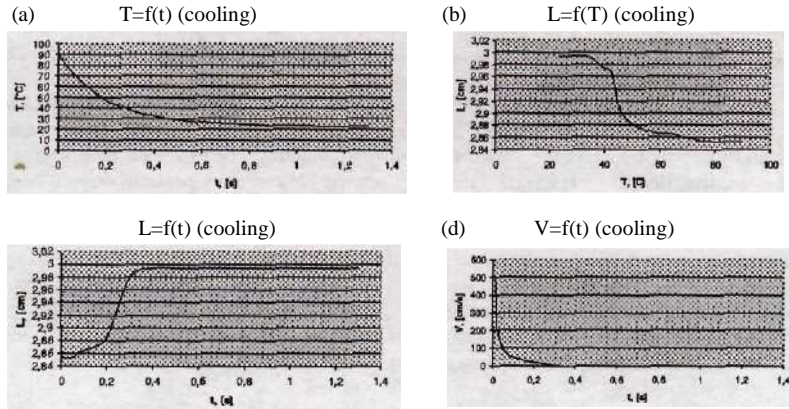 (a) T=f(t) (cooling)
100
90
80
70
60
50
40
30
20
10
0
T, [°C]
0 0,2 0,4 0,6 0,8 1 1,2 1,4
t, [s]
(b) L=f(T) (cooling)
3,02
3
2,98
2,96
2,94
2,92
2,9
2,88
2,86
2,84
L, [cm]
0 20 40 60 80 100
T, [C]
L=f(t) (cooling)
3,02
3
2,98
2,96
2,94
2,92
2,9
2,88
2,86
2,84
L, [cm]
0 0,2 0,4 0,6 0,8 1 1,2 1,4
t, [s]
(d) V=f(t) (cooling)
600
500
400
300
200
100
0
V, [cm/s]
0 0,2 0,4 0,6 0,8 1 1,2 1,4
t, [s]